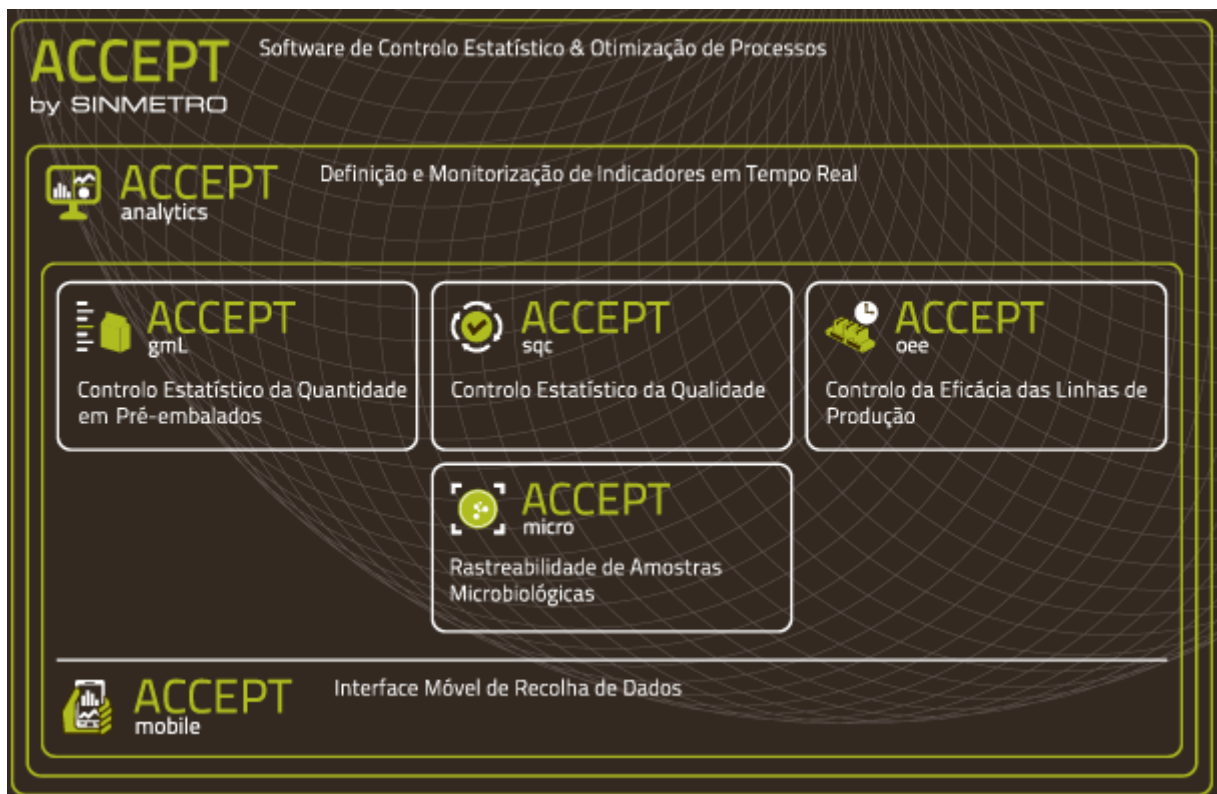 ACCEPT
by SINMETRO
Software de Controlo Estatístico & Otimização de Processos
ACCEPT
analytics
Definição e Monitorização de Indicadores em Tempo Real
ACCEPT
gmL
Controlo Estatístico da Quantidade
em Pré-embalados
ACCEPT
sqc
Controlo Estatístico da Qualidade
ACCEPT
oee
Controlo da Eficácia das Linhas de
Produção
ACCEPT
micro
Rastreabilidade de Amostras
Microbiológicas
ACCEPT
mobile
Interface Móvel de Recolha de Dados